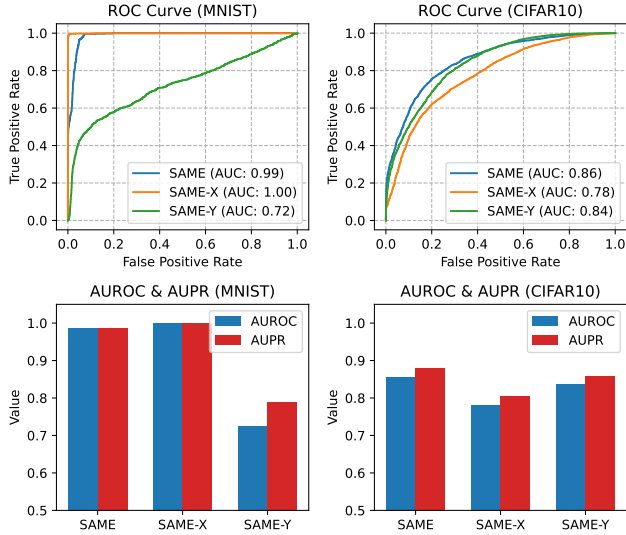 ROC Curve (MNIST)
True Positive Rate
1.0
0.8
0.6
0.4
0.2
0.0
SAME (AUC: 0.99)
SAME-X (AUC: 1.00)
SAME-Y (AUC: 0.72)
0.0 0.2 0.4 0.6 0.8 1.0
False Positive Rate
ROC Curve (CIFAR10)
True Positive Rate
1.0
0.8
0.6
0.4
0.2
0.0
SAME (AUC: 0.86)
SAME-X (AUC: 0.78)
SAME-Y (AUC: 0.84)
0.0 0.2 0.4 0.6 0.8 1.0
False Positive Rate
AUROC & AUPR (MNIST)
Value
1.0
0.9
0.8
0.7
0.6
0.5
AUROC
AUPR
SAME SAME-X SAME-Y
AUROC & AUPR (CIFAR10)
Value
1.0
0.9
0.8
0.7
0.6
0.5
AUROC
AUPR
SAME SAME-X SAME-Y